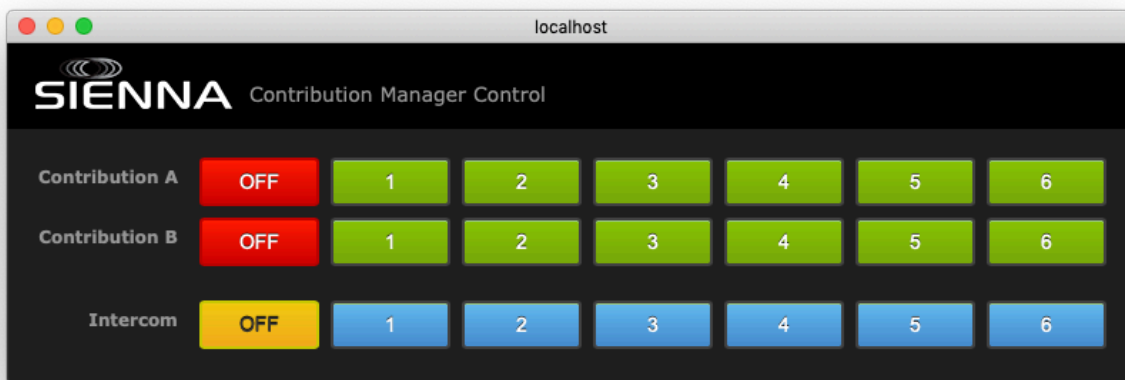 localhost
SIENNA Contribution Manager Control
Contribution A OFF 1 2 3 4 5 6
Contribution B OFF 1 2 3 4 5 6
Intercom OFF 1 2 3 4 5 6